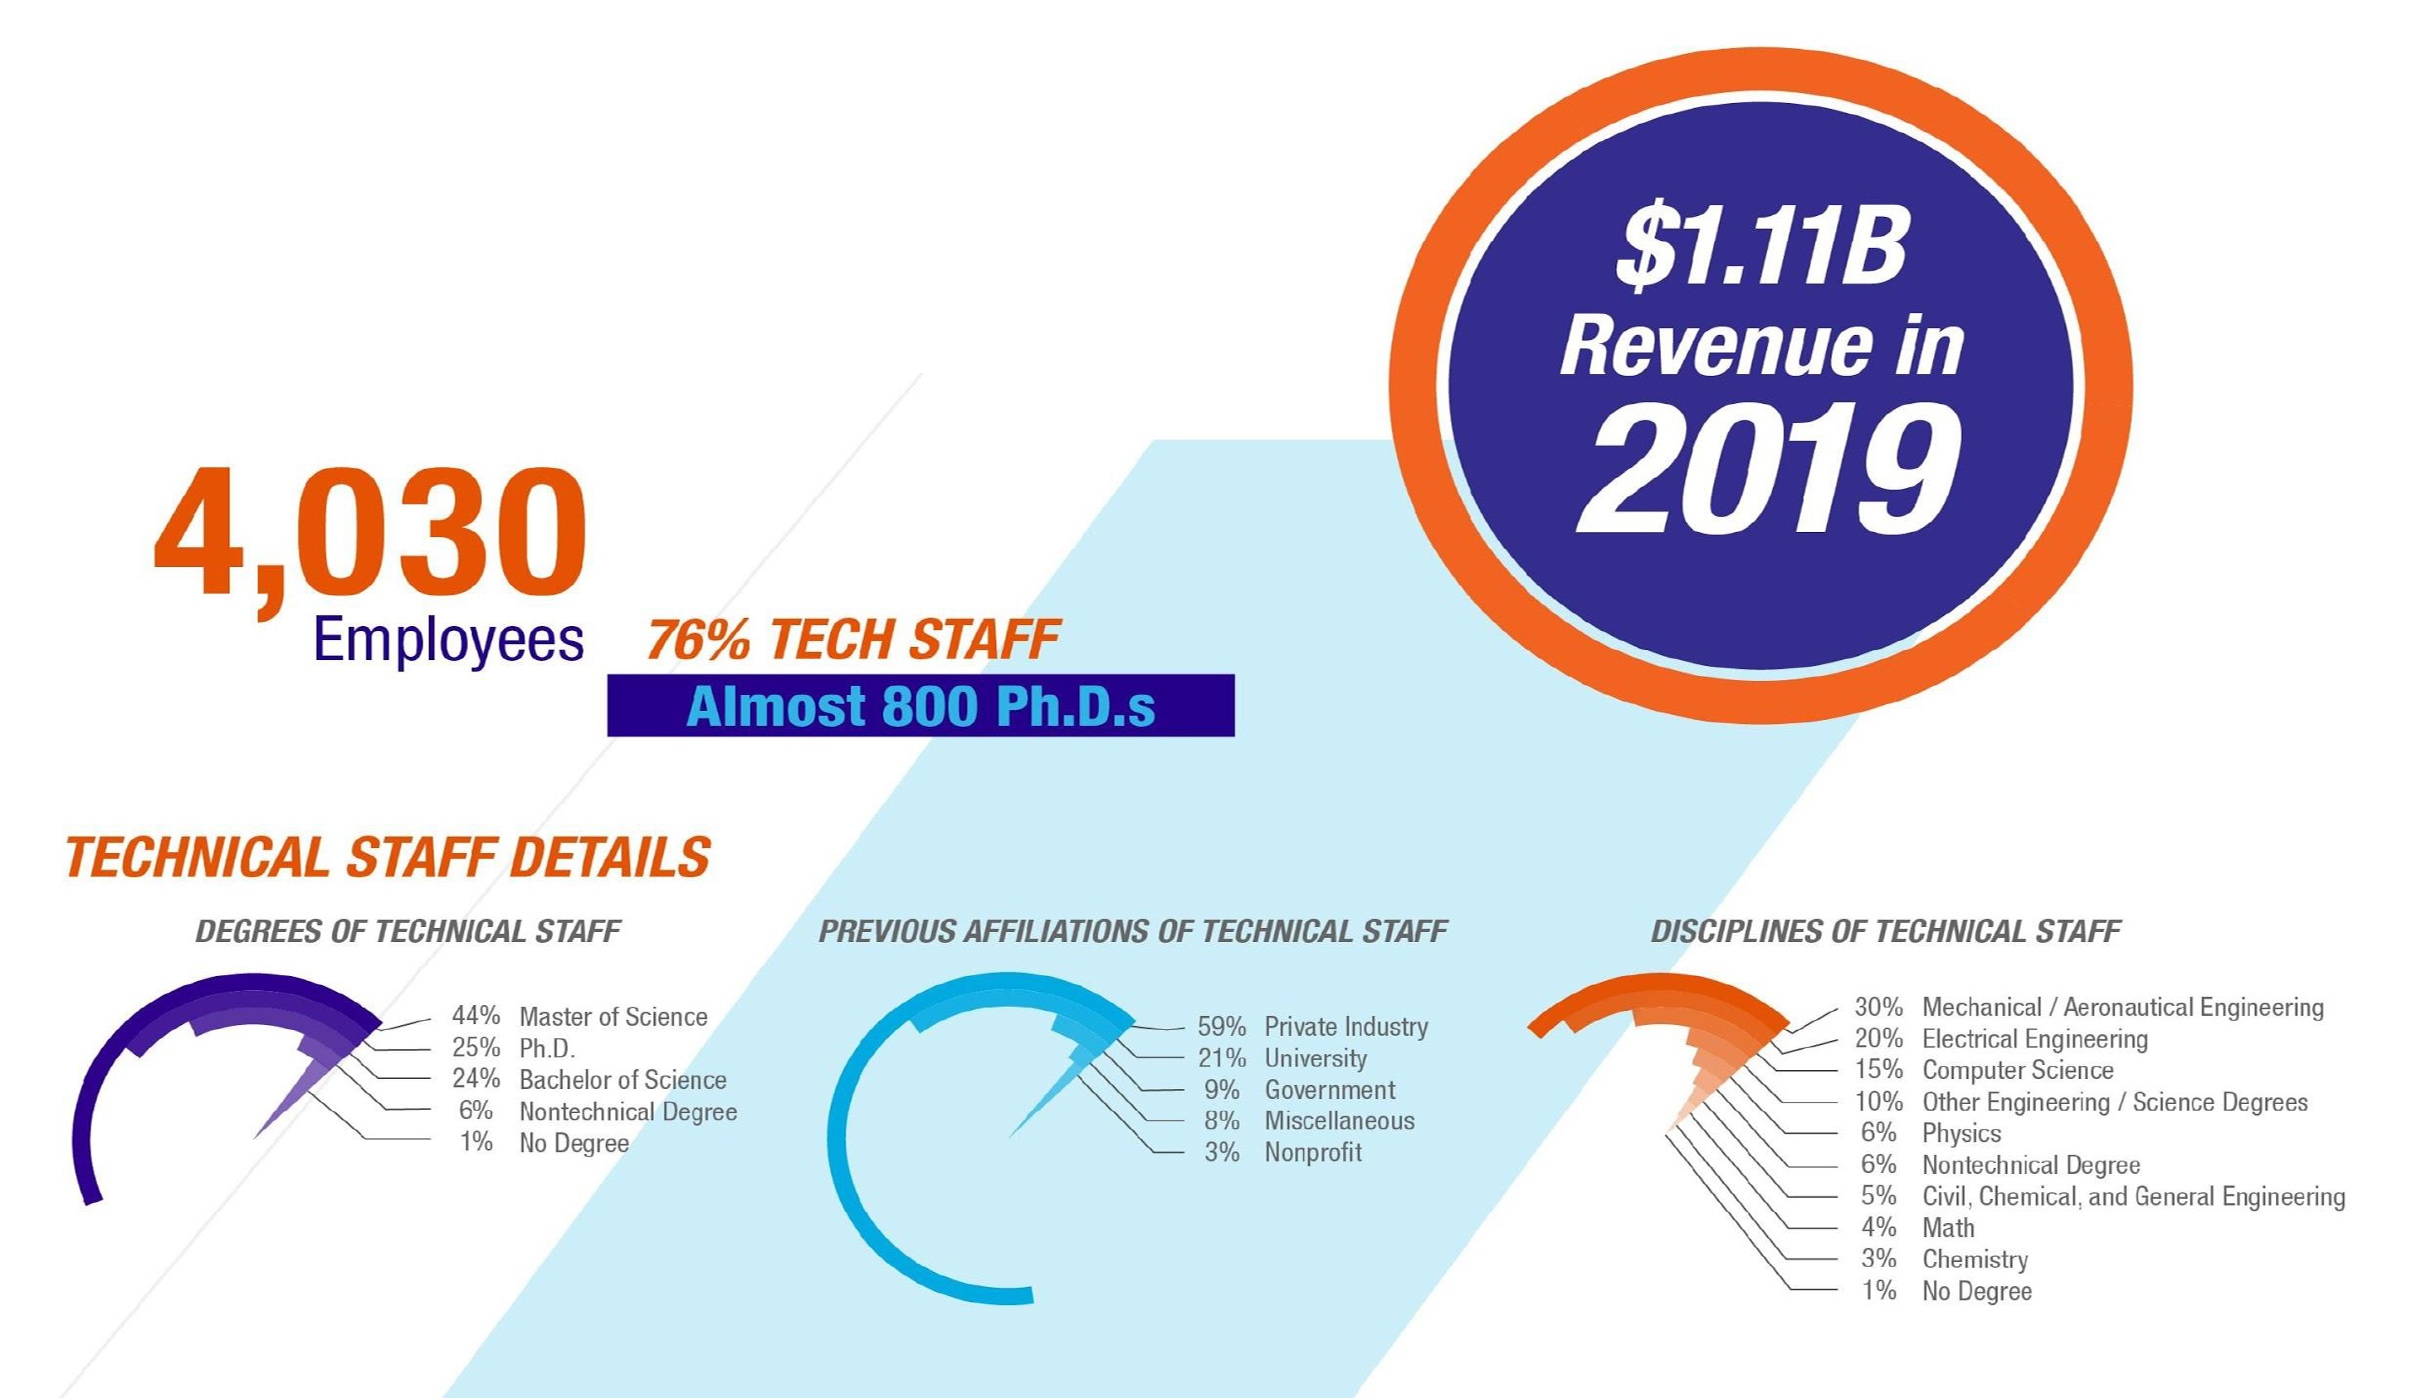 $1.11B
Revenue in
2019
4,030
Employees
76% TECH STAFF
Almost 800 Ph.D.s
TECHNICAL STAFF DETAILS
DEGREES OF TECHNICAL STAFF
44% Master of Science
25% Ph.D.
24% Bachelor of Science
6% Nontechnical Degree
1% No Degree
PREVIOUS AFFILIATIONS OF TECHNICAL STAFF
59% Private Industry
21% University
9% Government
8% Miscellaneous
3% Nonprofit
DISCIPLINES OF TECHNICAL STAFF
30% Mechanical / Aeronautical Engineering
20% Electrical Engineering
15% Computer Science
10% Other Engineering / Science Degrees
6% Physics
6% Nontechnical Degree
5% Civil, Chemical, and General Engineering
4% Math
3% Chemistry
1% No Degree